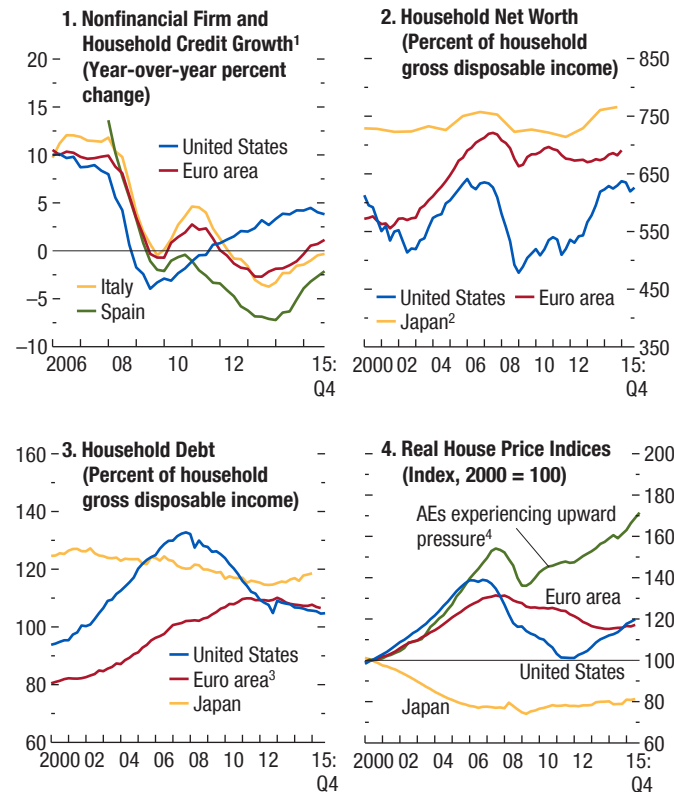 1. Nonfinancial Firm and
Household Credit Growth¹
(Year-over-year percent
change)
20
15
10
5
0
–5
–10
United States
Euro area
Italy
Spain
2006 08 10 12 15:
Q4
2. Household Net Worth
(Percent of household
gross disposable income)
850
750
650
550
450
350
United States Euro area
Japan²
2000 02 04 06 08 10 12 15:
Q4
3. Household Debt
(Percent of household
gross disposable income)
160
140
120
100
80
60
United States
Euro area³
Japan
2000 02 04 06 08 10 12 15:
Q4
4. Real House Price Indices
(Index, 2000 = 100)
200
180
160
140
120
100
80
60
AEs experiencing upward
pressure⁴
Euro area
United States
Japan
2000 02 04 06 08 10 12 15:
Q4